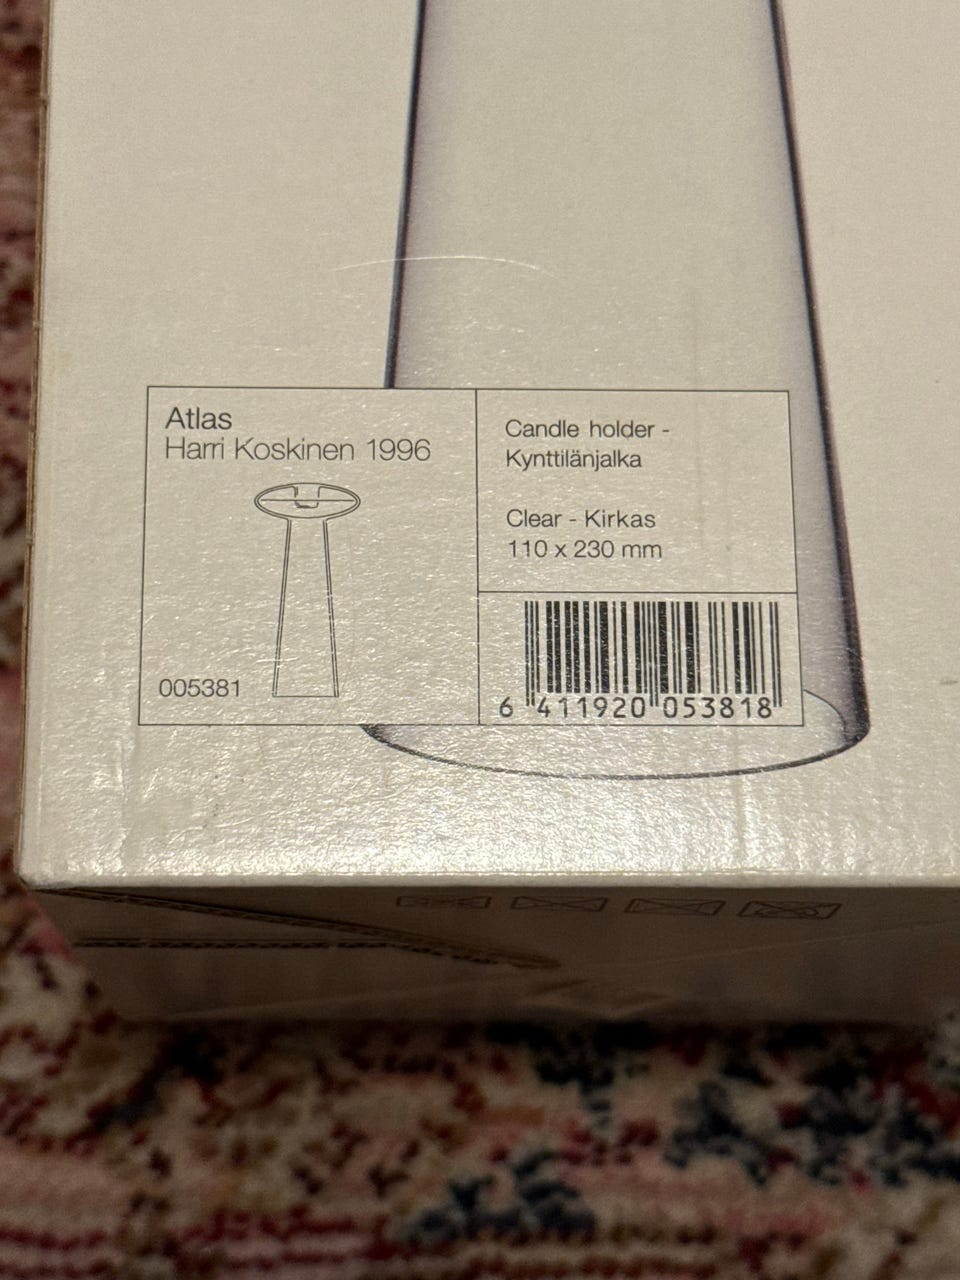 Atlas
Harri Koskinen 1996
005381
Candle holder -
Kynttilänjalka
Clear - Kirkas
110 x 230 mm
6 411920 053818